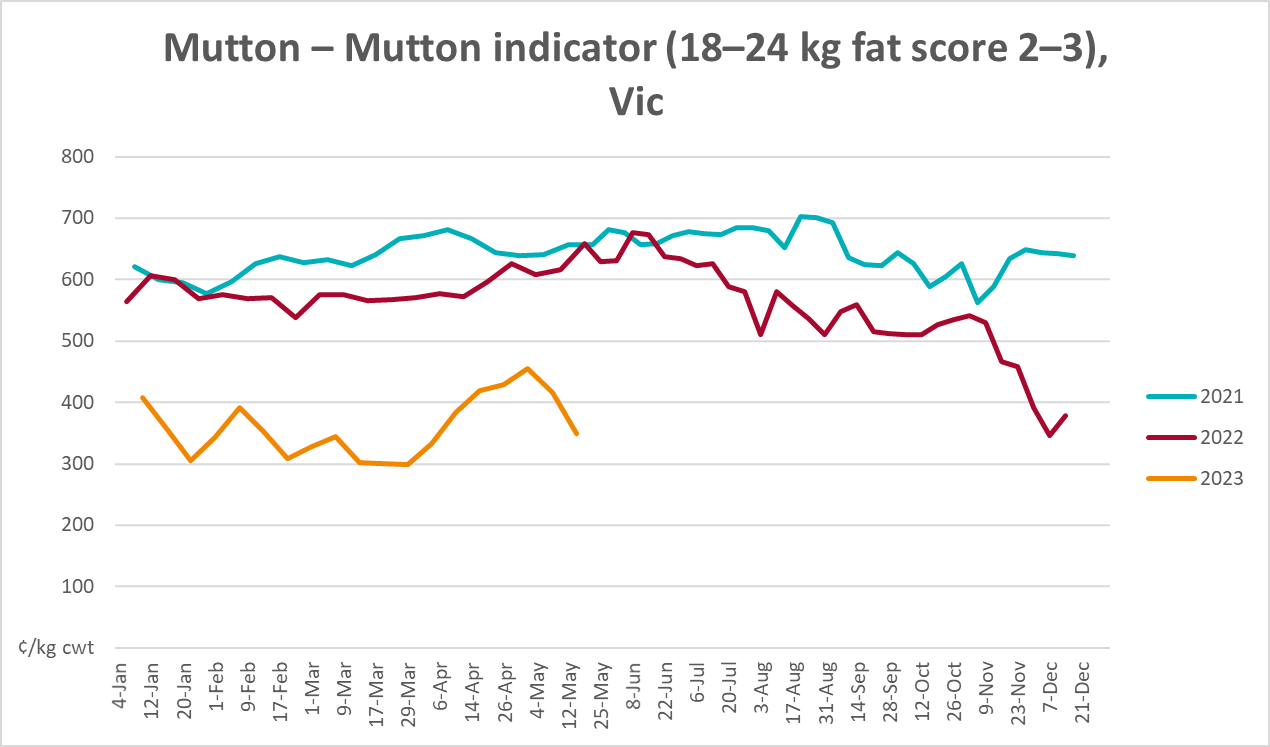 Mutton – Mutton indicator (18–24 kg fat score 2–3),
Vic
800
700
600
500
400
300
200
100
¢/kg cwt
4-Jan
12-Jan
20-Jan
1-Feb
9-Feb
17-Feb
1-Mar
9-Mar
17-Mar
29-Mar
6-Apr
14-Apr
26-Apr
4-May
12-May
25-May
8-Jun
22-Jun
6-Jul
20-Jul
3-Aug
17-Aug
31-Aug
14-Sep
28-Sep
12-Oct
26-Oct
9-Nov
23-Nov
7-Dec
21-Dec
2021
2022
2023